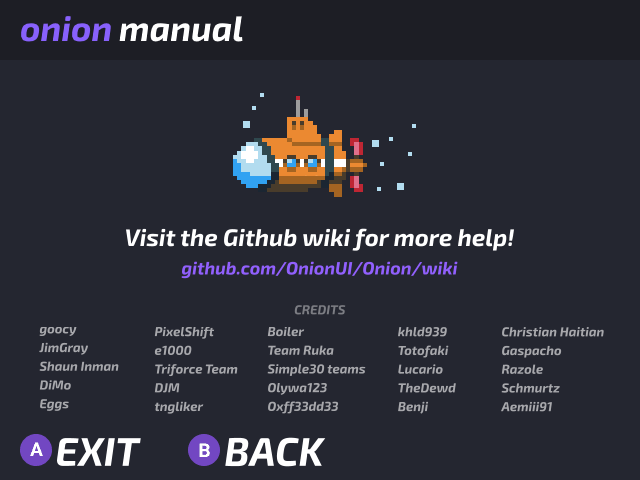 onion manual
Visit the Github wiki for more help!
github.com/OnionUI/Onion/wiki
CREDITS
goocy
JimGray
Shaun Inman
DiMo
Eggs
PixelShift
e1000
Triforce Team
DJM
tngliker
Boiler
Team Ruka
Simple30 teams
Olywa123
Oxff33dd33
khld939
Totofaki
Lucario
TheDewd
Benji
Christian Haitian
Gaspacho
Razole
Schmurtz
Aemiii91
A EXIT
B BACK